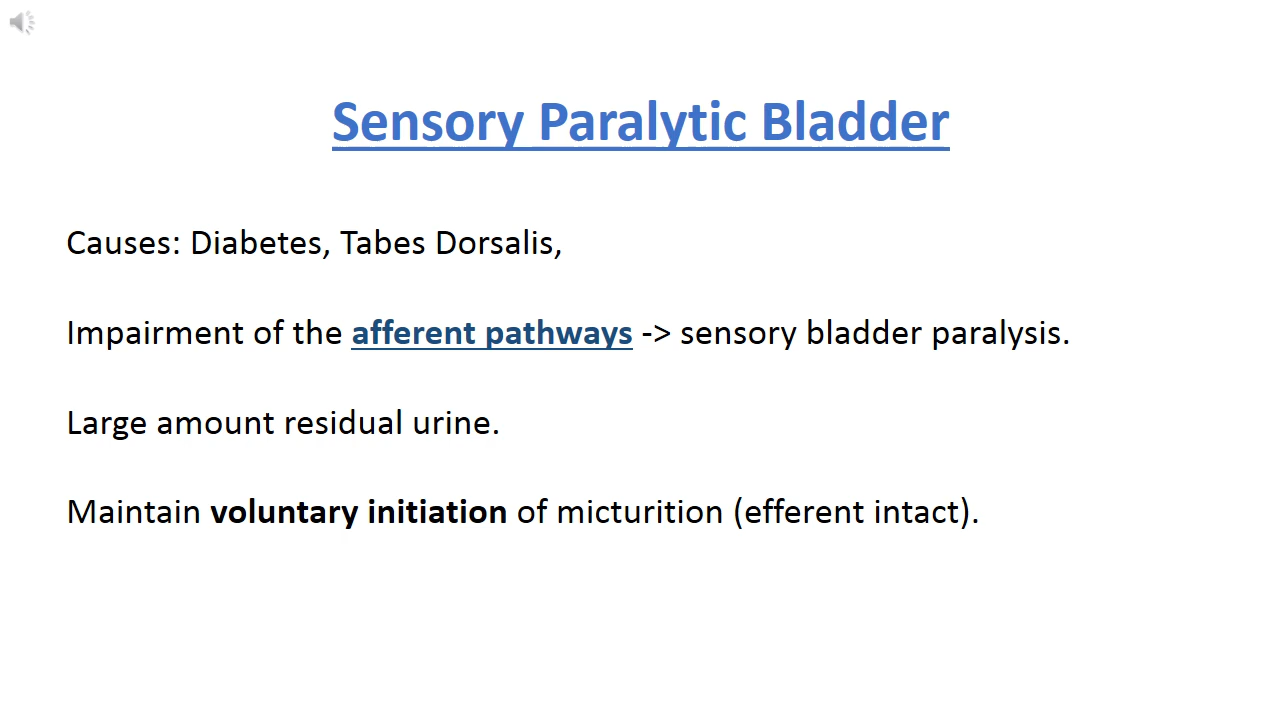 Sensory Paralytic Bladder
Causes: Diabetes, Tabes Dorsalis,
Impairment of the afferent pathways -> sensory bladder paralysis.
Large amount residual urine.
Maintain voluntary initiation of micturition (efferent intact).